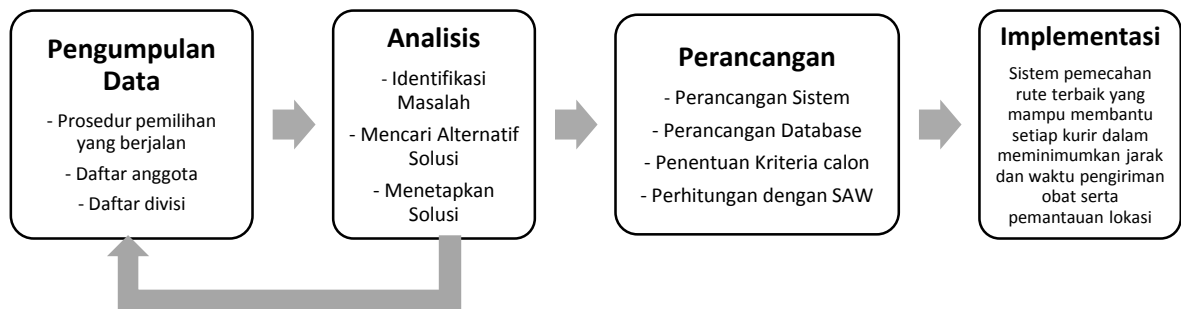 Pengumpulan
Data
- Prosedur pemilihan
yang berjalan
- Daftar anggota
- Daftar divisi
Analisis
- Identifikasi
Masalah
- Mencari Alternatif
Solusi
- Menetapkan
Solusi
Perancangan
- Perancangan Sistem
- Perancangan Database
- Penentuan Kriteria calon
- Perhitungan dengan SAW
Implementasi
Sistem pemecahan
rute terbaik yang
mampu membantu
setiap kurir dalam
meminimumkan jarak
dan waktu pengiriman
obat serta
pemantauan lokasi